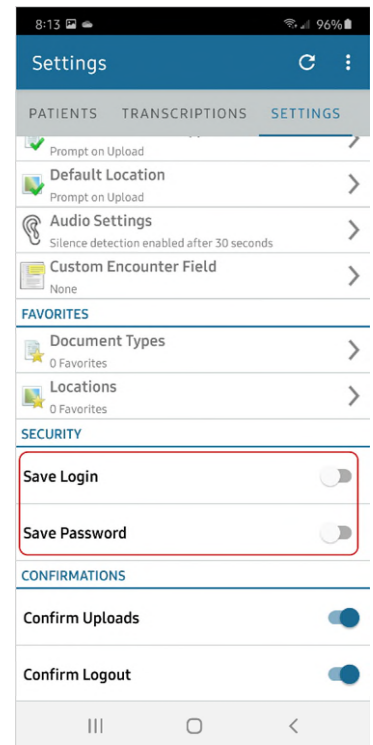 8:13
96%
Settings
PATIENTS TRANSCRIPTIONS SETTINGS
Prompt on Upload
Default Location
Prompt on Upload
Audio Settings
Silence detection enabled after 30 seconds
Custom Encounter Field
None
FAVORITES
Document Types
0 Favorites
Locations
0 Favorites
SECURITY
Save Login
Save Password
CONFIRMATIONS
Confirm Uploads
Confirm Logout